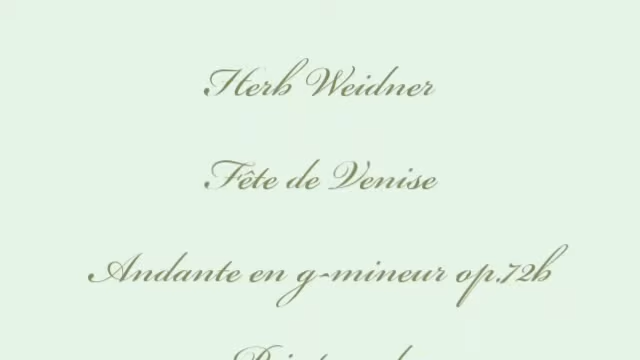 Herb Weidner
Fête de Venise
Andante en g-mineur op.72b